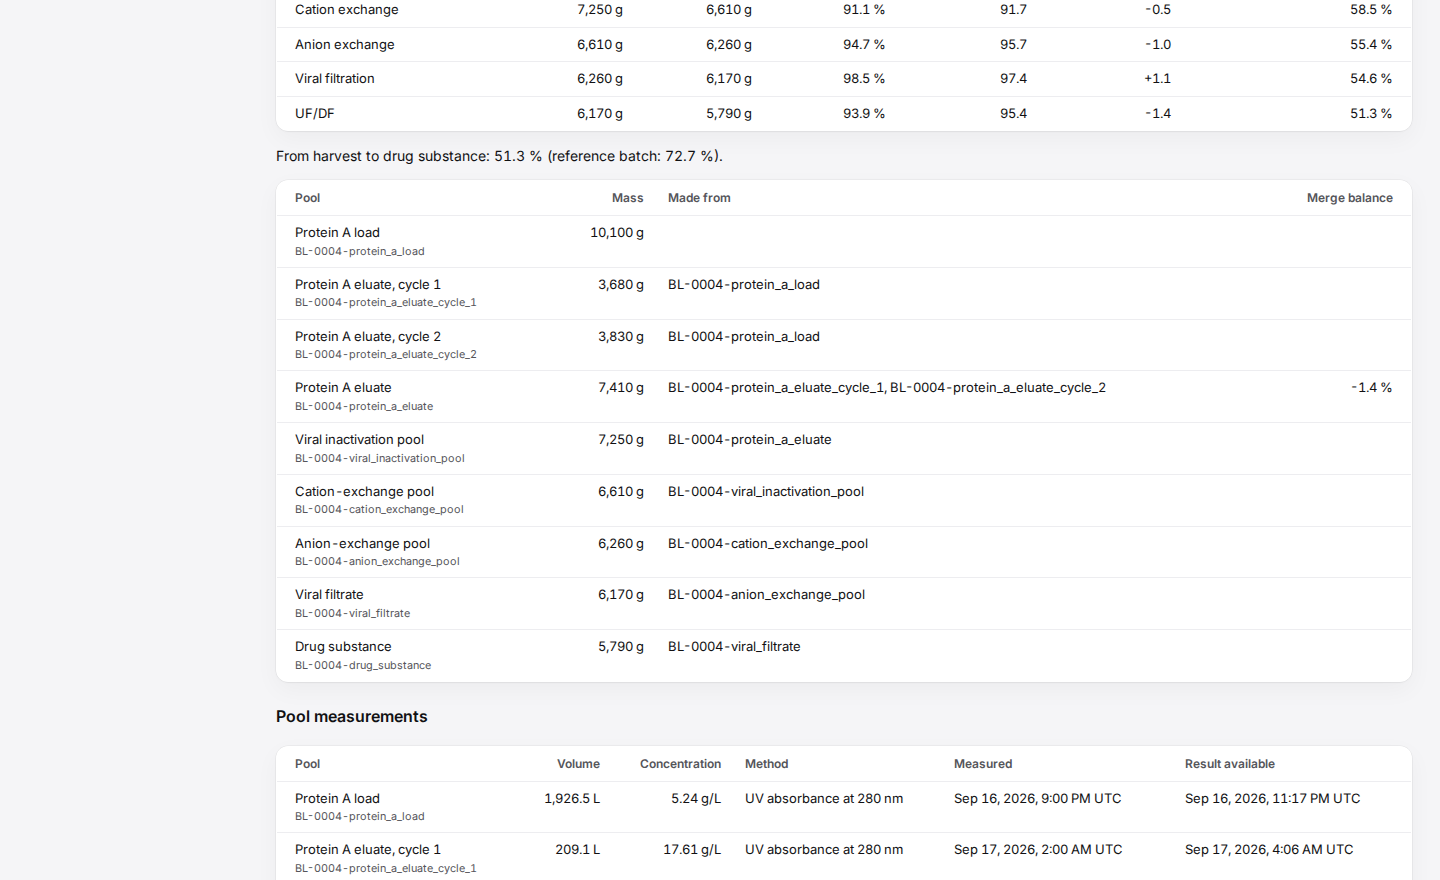 Cation exchange 7,250 g 6,610 g 91.1 % 91.7 -0.5 58.5 %
Anion exchange 6,610 g 6,260 g 94.7 % 95.7 -1.0 55.4 %
Viral filtration 6,260 g 6,170 g 98.5 % 97.4 +1.1 54.6 %
UF/DF 6,170 g 5,790 g 93.9 % 95.4 -1.4 51.3 %
From harvest to drug substance: 51.3 % (reference batch: 72.7 %).
Pool Mass Made from Merge balance
Protein A load 10,100 g
BL-0004-protein_a_load
Protein A eluate, cycle 1 3,680 g BL-0004-protein_a_load
BL-0004-protein_a_eluate_cycle_1
Protein A eluate, cycle 2 3,830 g BL-0004-protein_a_load
BL-0004-protein_a_eluate_cycle_2
Protein A eluate 7,410 g BL-0004-protein_a_eluate_cycle_1, BL-0004-protein_a_eluate_cycle_2 -1.4 %
BL-0004-protein_a_eluate
Viral inactivation pool 7,250 g BL-0004-protein_a_eluate
BL-0004-viral_inactivation_pool
Cation-exchange pool 6,610 g BL-0004-viral_inactivation_pool
BL-0004-cation_exchange_pool
Anion-exchange pool 6,260 g BL-0004-cation_exchange_pool
BL-0004-anion_exchange_pool
Viral filtrate 6,170 g BL-0004-anion_exchange_pool
BL-0004-viral_filtrate
Drug substance 5,790 g BL-0004-viral_filtrate
BL-0004-drug_substance
Pool measurements
Pool Volume Concentration Method Measured Result available
Protein A load 1,926.5 L 5.24 g/L UV absorbance at 280 nm Sep 16, 2026, 9:00 PM UTC Sep 16, 2026, 11:17 PM UTC
BL-0004-protein_a_load
Protein A eluate, cycle 1 209.1 L 17.61 g/L UV absorbance at 280 nm Sep 17, 2026, 2:00 AM UTC Sep 17, 2026, 4:06 AM UTC
BL-0004-protein_a_eluate_cycle_1